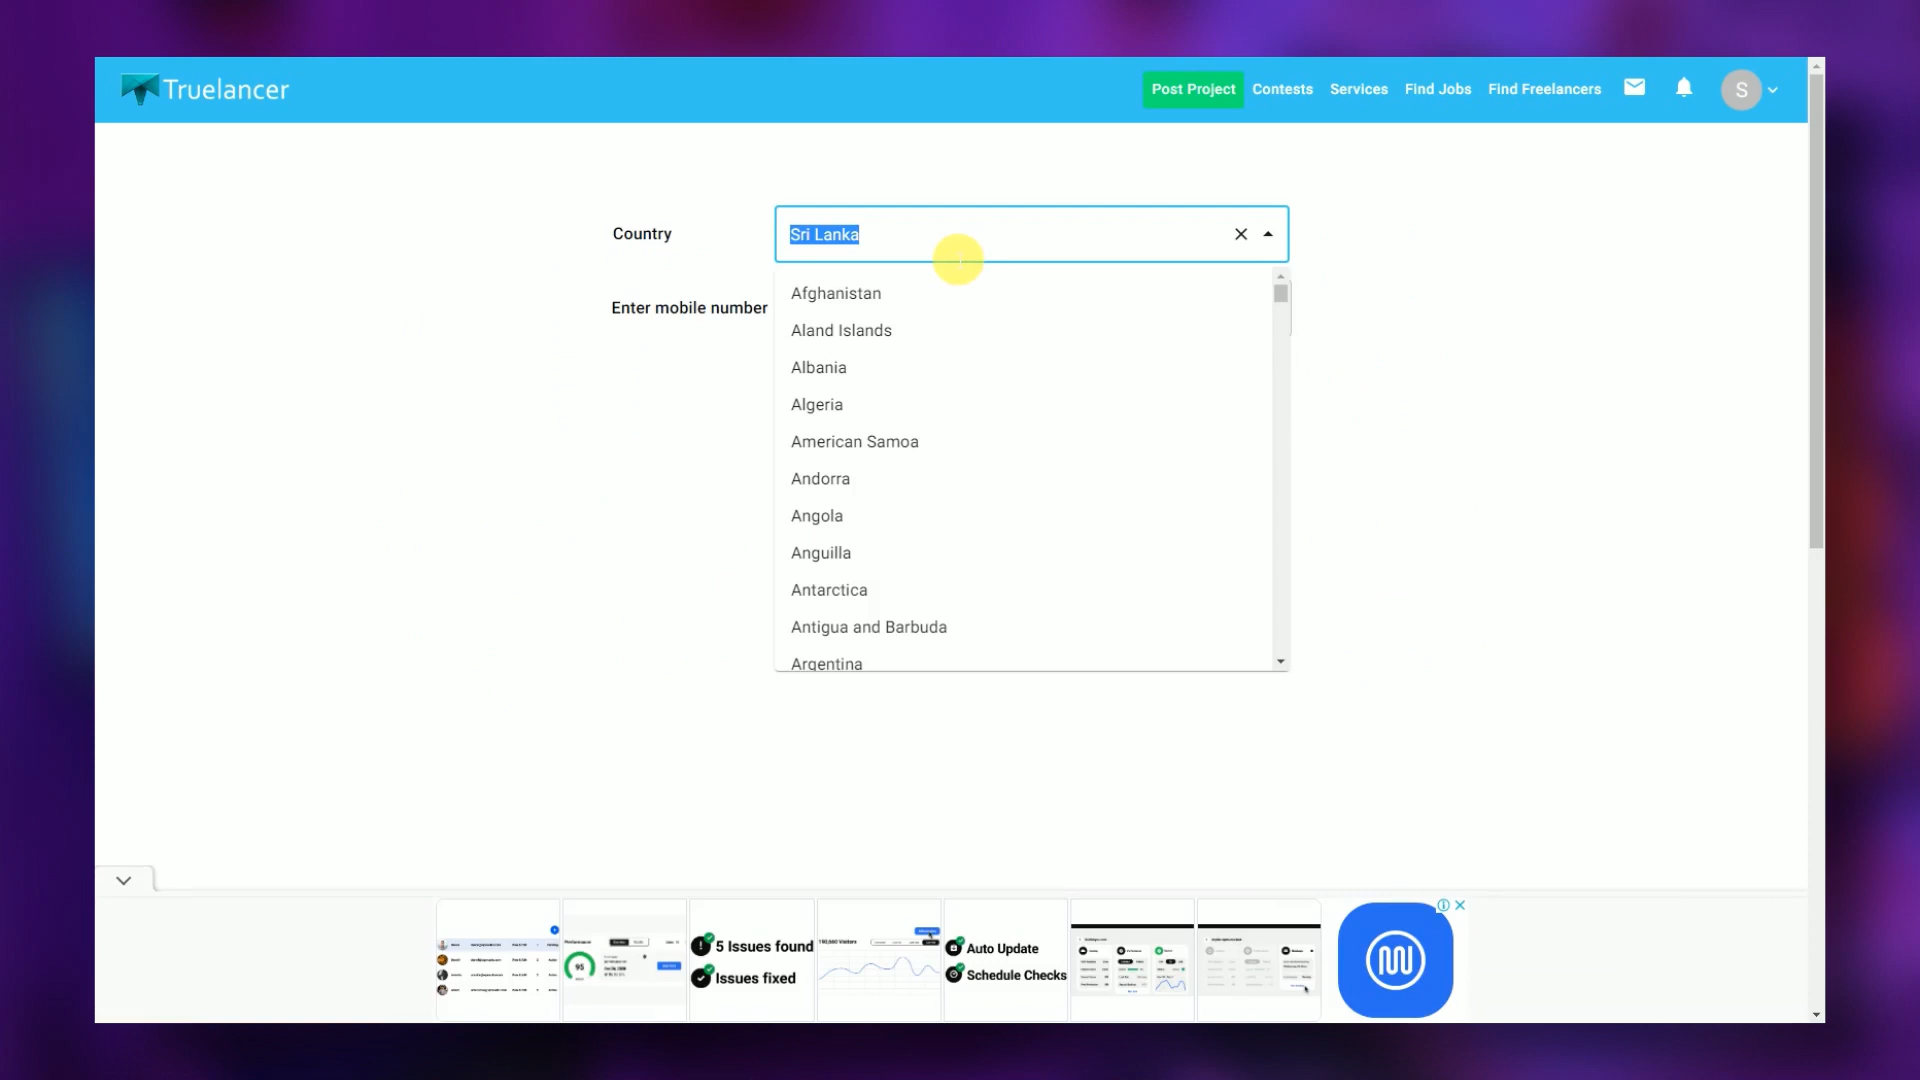 Truelancer
Post Project Contests Services Find Jobs Find Freelancers S
Country
Sri Lanka
Enter mobile number
Afghanistan
Aland Islands
Albania
Algeria
American Samoa
Andorra
Angola
Anguilla
Antarctica
Antigua and Barbuda
Argentina
95
5 Issues found
Issues fixed
Auto Update
Schedule Checks